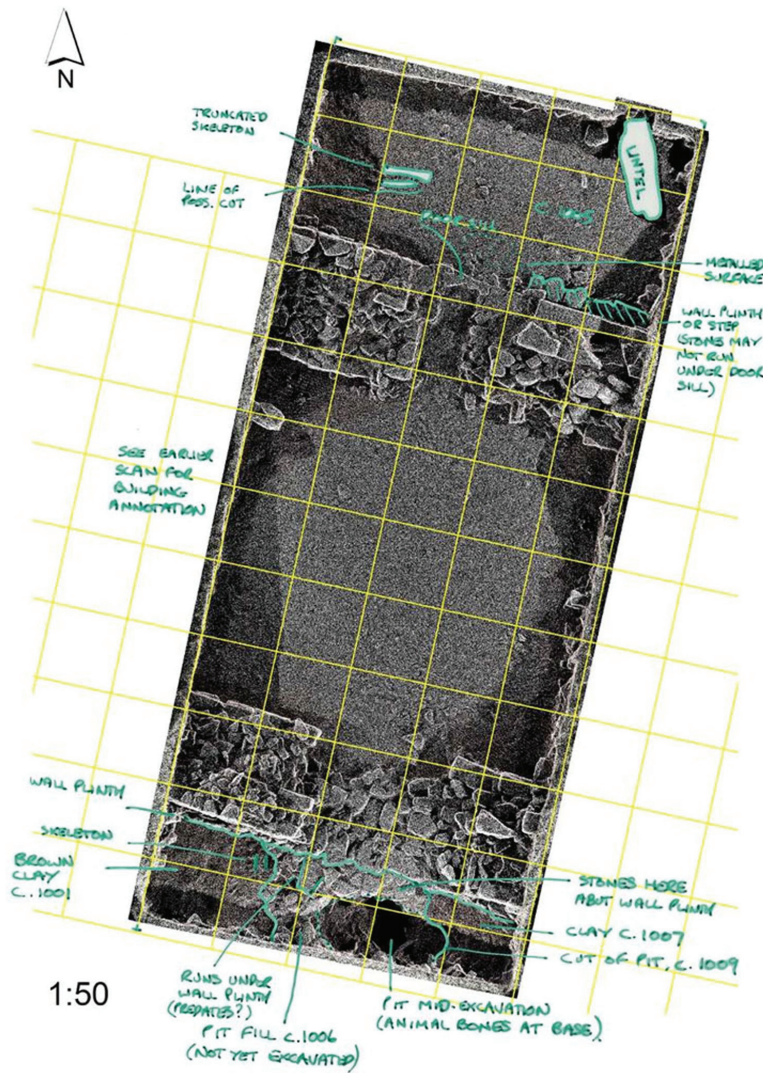 N
TRUNCATED
SKELETON
LINTEL
LINE OF
POSS. CUT
DOOR SILL
C.1005
METALLED
SURFACE
WALL PLINTH
OR STEP
(STONES MAY
NOT RUN
UNDER DOOR
SILL)
SEE EARLIER
SCAN FOR
BUILDING
ANNOTATION
WALL PLINTH
SKELETON
BROWN
CLAY
C.1001
STONES HERE
ABUT WALL PLINTH
CLAY C.1007
CUT OF PIT, C.1009
1:50
RUNS UNDER
WALL PLINTH
(PREDATES?)
PIT FILL C.1006
(NOT YET EXCAVATED)
PIT MID-EXCAVATION
(ANIMAL BONES AT BASE).